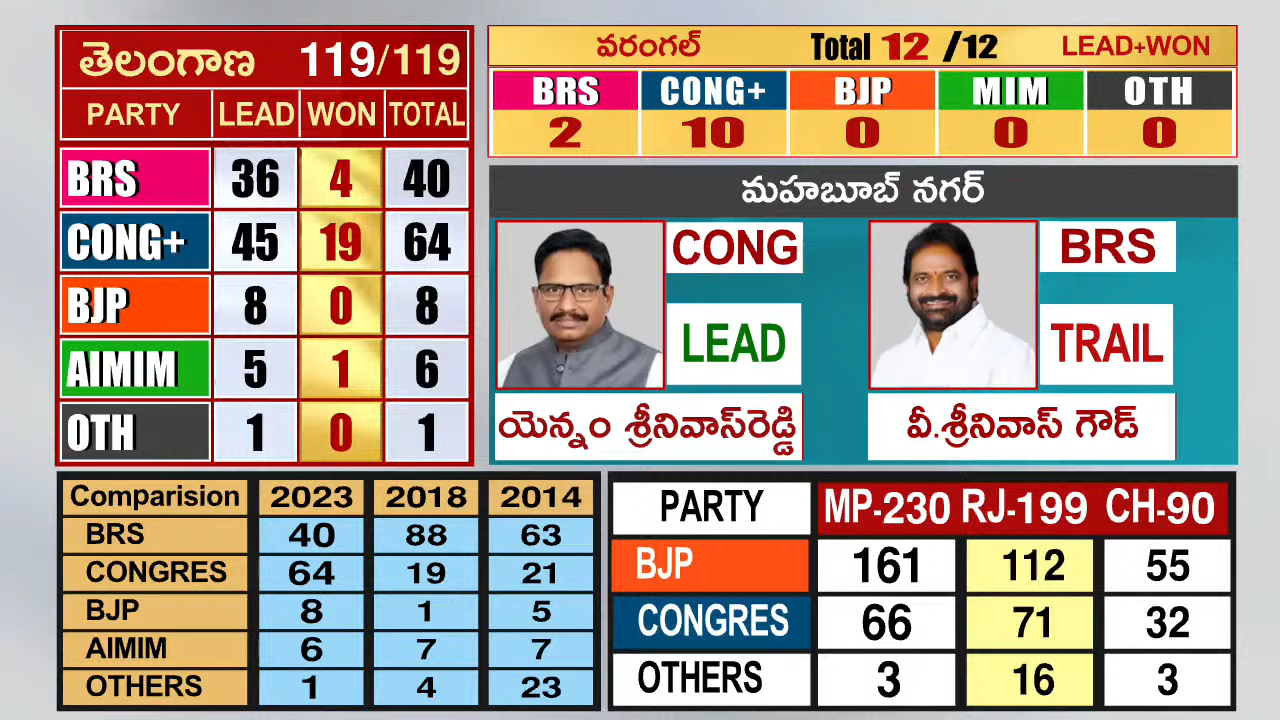 తెలంగాణ 119/119
PARTY LEAD WON TOTAL
BRS 36 4 40
CONG+ 45 19 64
BJP 8 0 8
AIMIM 5 1 6
OTH 1 0 1
వరంగల్ Total 12 /12 LEAD+WON
BRS CONG+ BJP MIM OTH
2 10 0 0 0
మహబూబ్ నగర్
CONG BRS
LEAD TRAIL
యెన్నం శ్రీనివాస్‌రెడ్డి వీ.శ్రీనివాస్ గౌడ్
Comparision 2023 2018 2014
BRS 40 88 63
CONGRES 64 19 21
BJP 8 1 5
AIMIM 6 7 7
OTHERS 1 4 23
PARTY MP-230 RJ-199 CH-90
BJP 161 112 55
CONGRES 66 71 32
OTHERS 3 16 3